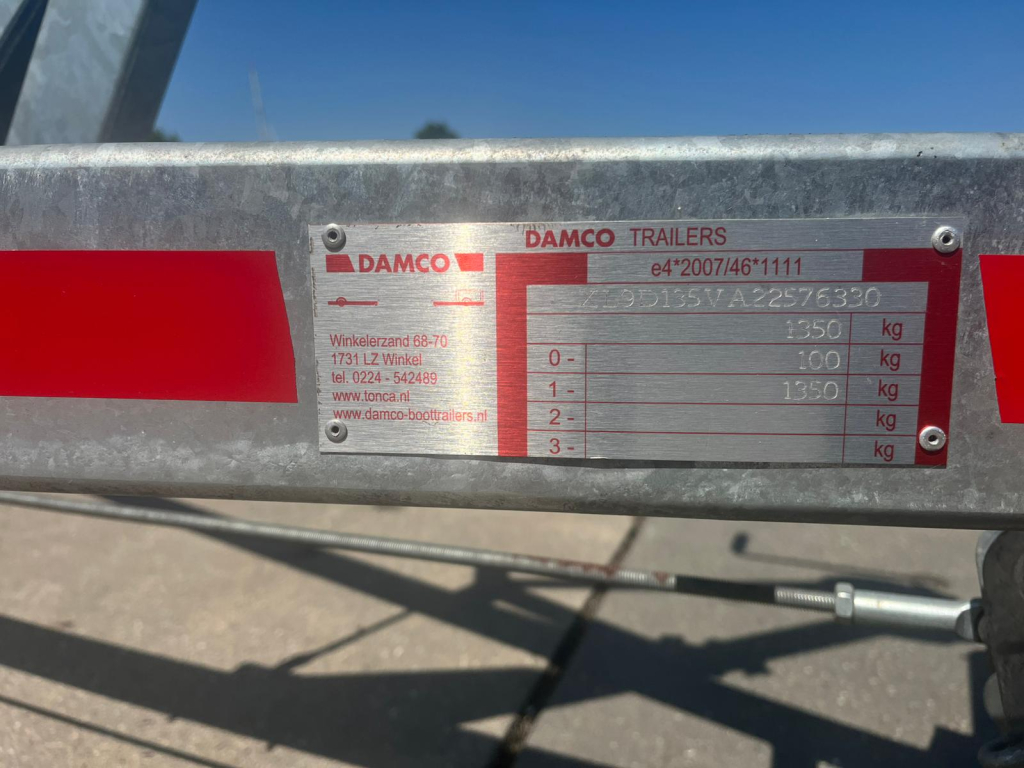 DAMCO TRAILERS
DAMCO
e4*2007/46*1111
1350 kg
0 - 100 kg
1 - 1350 kg
2 - kg
3 - kg
Winkelerzand 68-70
1731 LZ Winkel
tel. 0224 - 542489
www.tonca.nl
www.damco-boottrailers.nl